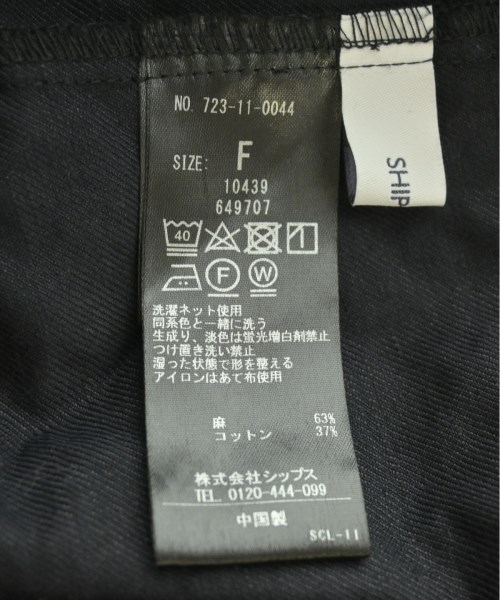 NO. 723-11-0044
SIZE: F
10439
649707
40
F W
洗濯ネット使用
同系色と一緒に洗う
生成り、淡色は蛍光増白剤禁止
つけ置き洗い禁止
湿った状態で形を整える
アイロンはあて布使用
麻 63%
コットン 37%
株式会社シップス
TEL. 0120-444-099
中国製
SCL-11
SHIP